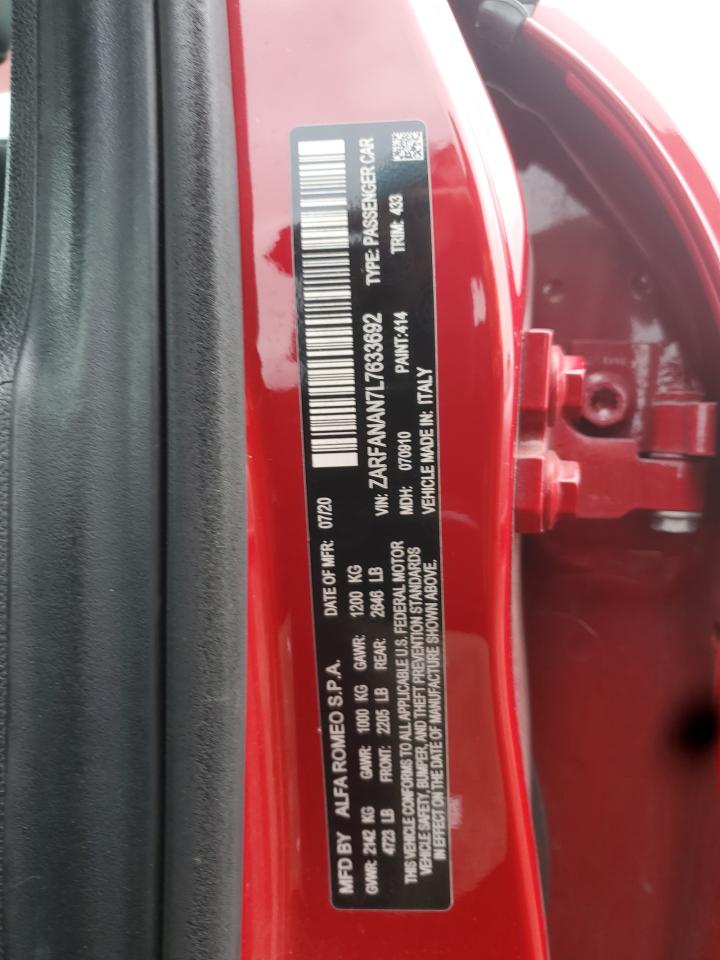 MFD BY ALFA ROMEO S.P.A. DATE OF MFR: 07/20
GWR: 2142 KG GAWR: 1000 KG GAWR: 1200 KG
4723 LB FRONT: 2205 LB REAR: 2646 LB
THIS VEHICLE CONFORMS TO ALL APPLICABLE U.S. FEDERAL MOTOR
VEHICLE SAFETY, BUMPER, AND THEFT PREVENTION STANDARDS
IN EFFECT ON THE DATE OF MANUFACTURE SHOWN ABOVE.
VIN: ZARFANAN7L7633692 TYPE: PASSENGER CAR
MDH: 070910 PAINT:414 TRIM: 433
VEHICLE MADE IN: ITALY